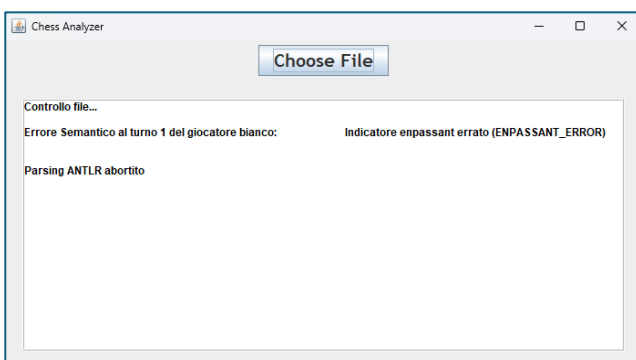 Chess Analyzer
Choose File
Controllo file...
Errore Semantico al turno 1 del giocatore bianco: Indicatore enpassant errato (ENPASSANT_ERROR)
Parsing ANTLR abortito